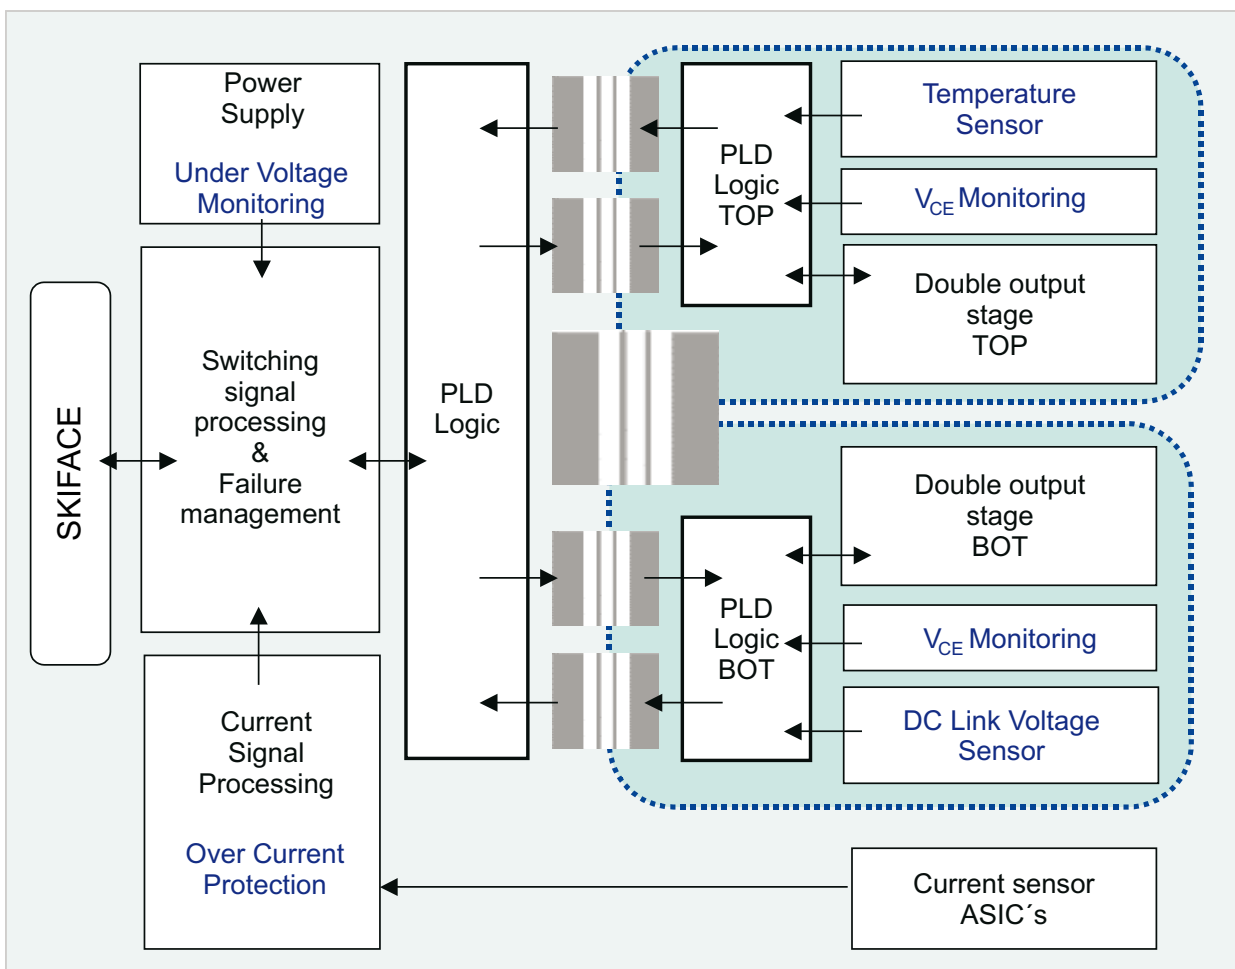 Power
Supply
Under Voltage
Monitoring
SKIFACE
Switching
signal
processing
&
Failure
management
Current
Signal
Processing
Over Current
Protection
PLD
Logic
PLD
Logic
TOP
Temperature
Sensor
VCE Monitoring
Double output
stage
TOP
PLD
Logic
BOT
Double output
stage
BOT
VCE Monitoring
DC Link Voltage
Sensor
Current sensor
ASIC´s